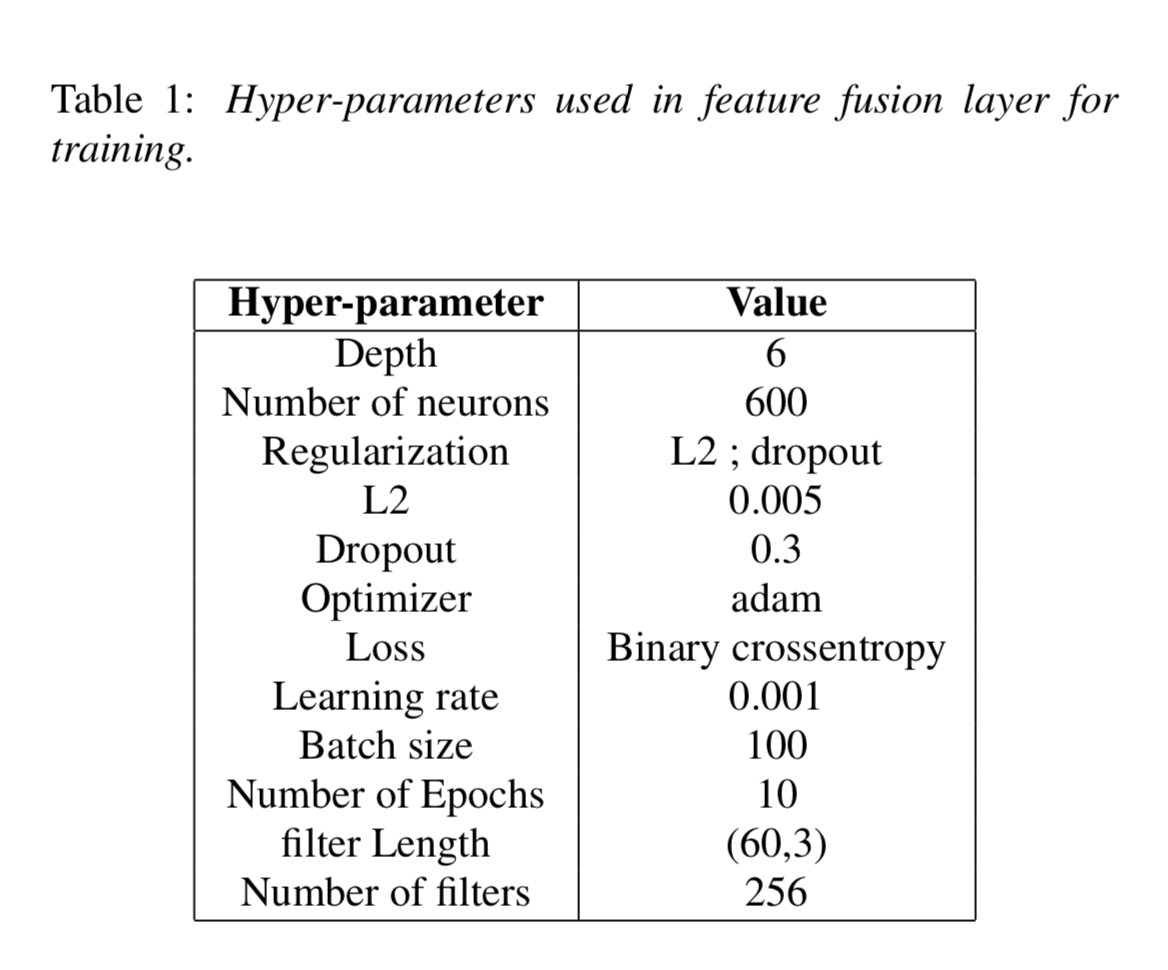 Table 1: Hyper-parameters used in feature fusion layer for
training.
Hyper-parameter Value
Depth 6
Number of neurons 600
Regularization L2 ; dropout
L2 0.005
Dropout 0.3
Optimizer adam
Loss Binary crossentropy
Learning rate 0.001
Batch size 100
Number of Epochs 10
filter Length (60,3)
Number of filters 256